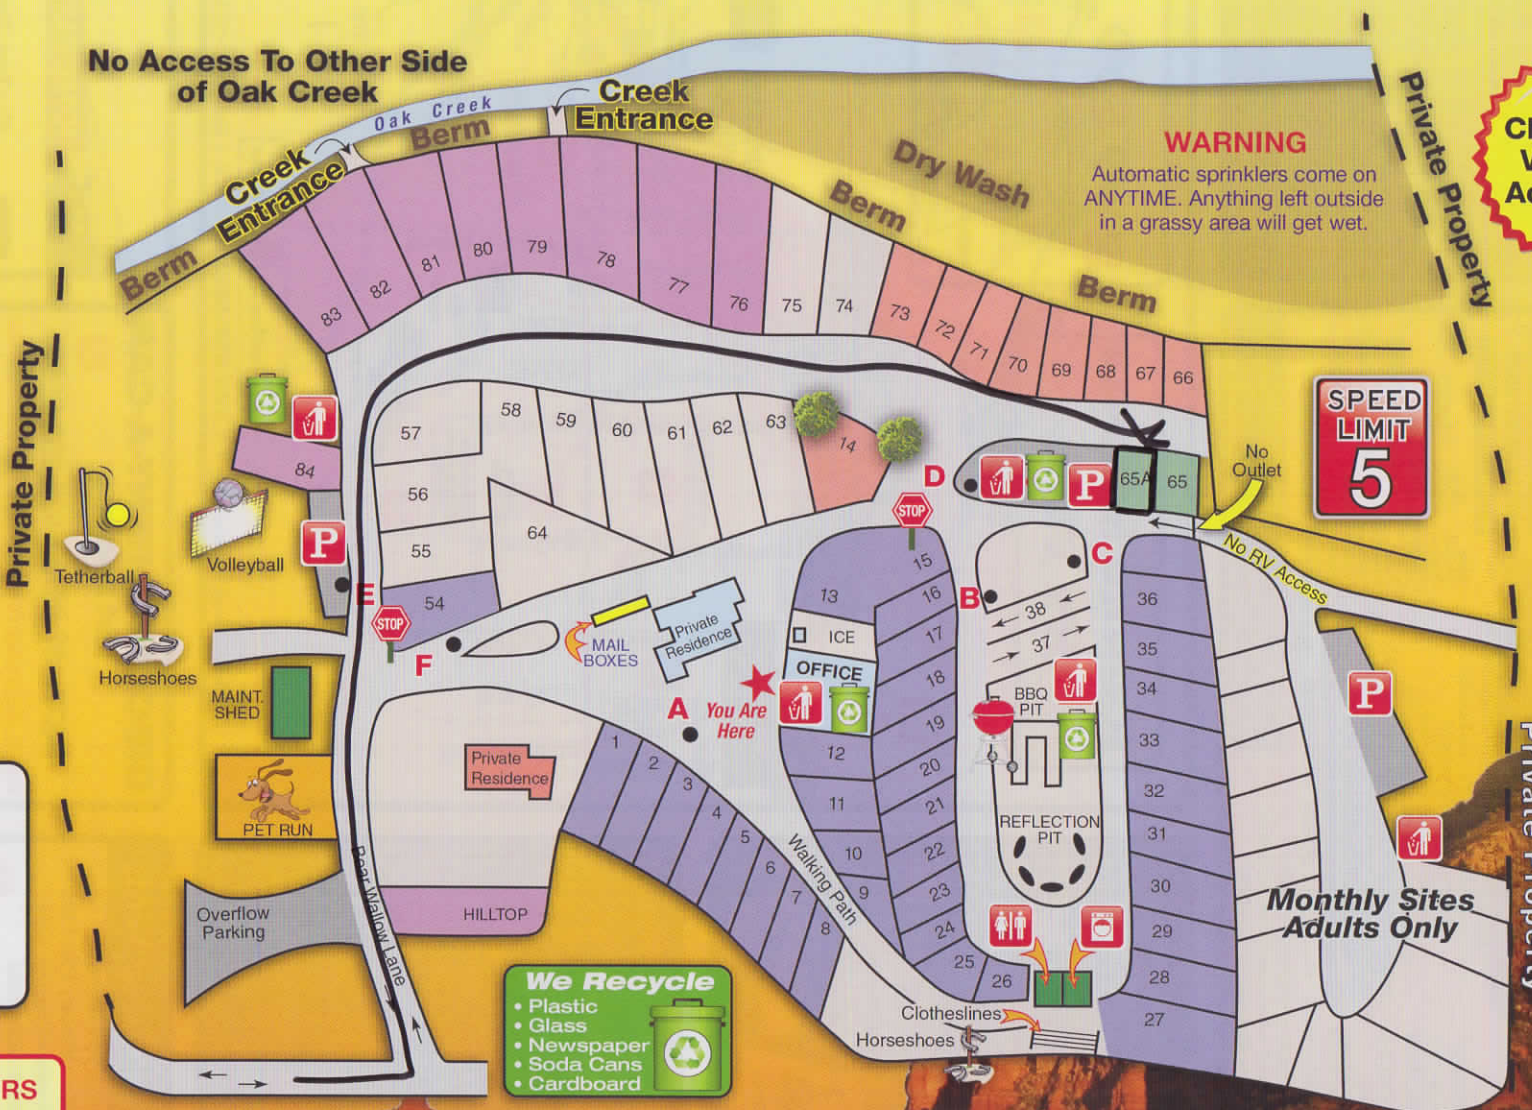 No Access To Other Side
of Oak Creek
Oak Creek
Berm
Creek
Entrance
Creek
Entrance
Berm
Dry Wash
Berm
Berm
WARNING
Automatic sprinklers come on
ANYTIME. Anything left outside
in a grassy area will get wet.
Private Property
Private Property
Private Property
83
82
81
80
79
78
77
76
75
74
73
72
71
70
69
68
67
66
SPEED
LIMIT
5
57
58
59
60
61
62
63
14
84
56
55
64
54
D
P
65A
65
No
Outlet
No RV Access
STOP
P
Volleyball
Tetherball
Horseshoes
E
STOP
F
MAIL
BOXES
Private
Residence
A
You Are
Here
13
ICE
OFFICE
12
11
10
9
15
16
17
18
19
20
21
22
23
24
25
26
B
C
38
37
BBQ
PIT
REFLECTION
PIT
36
35
34
33
32
31
30
29
28
27
P
Monthly Sites
Adults Only
MAINT.
SHED
PET RUN
Overflow
Parking
Bear Wallow Lane
Private
Residence
HILLTOP
1
2
3
4
5
6
7
8
Walking Path
Clotheslines
Horseshoes
We Recycle
• Plastic
• Glass
• Newspaper
• Soda Cans
• Cardboard
RS